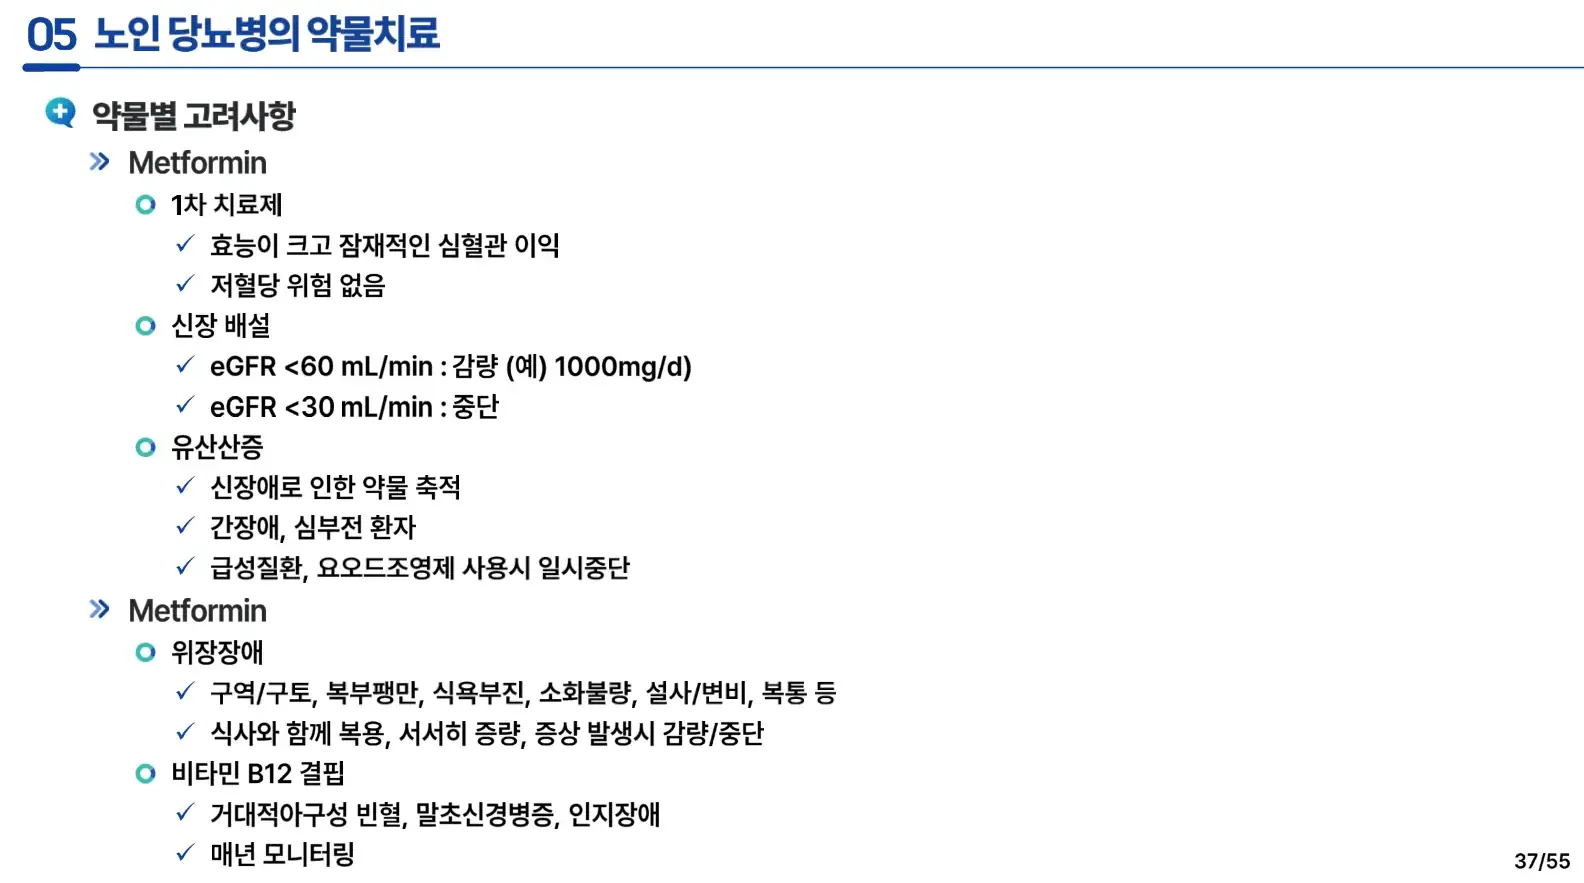 05 노인 당뇨병의 약물치료
약물별 고려사항
Metformin
1차 치료제
효능이 크고 잠재적인 심혈관 이익
저혈당 위험 없음
신장 배설
eGFR <60 mL/min : 감량 (예) 1000mg/d)
eGFR <30 mL/min : 중단
유산산증
신장애로 인한 약물 축적
간장애, 심부전 환자
급성질환, 요오드조영제 사용시 일시중단
Metformin
위장장애
구역/구토, 복부팽만, 식욕부진, 소화불량, 설사/변비, 복통 등
식사와 함께 복용, 서서히 증량, 증상 발생시 감량/중단
비타민 B12 결핍
거대적아구성 빈혈, 말초신경병증, 인지장애
매년 모니터링
37/55